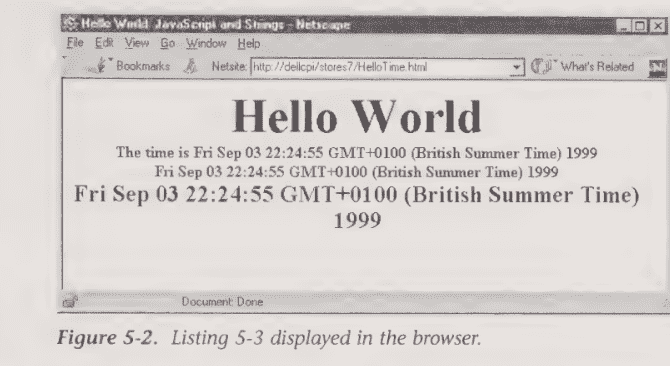 Hello World JavaScript and Strings - Netscape
File Edit View Go Window Help
Bookmarks Netsite: http://dellcpi/stores7/HelloTime.html What's Related
Hello World
The time is Fri Sep 03 22:24:55 GMT+0100 (British Summer Time) 1999
Fri Sep 03 22:24:55 GMT+0100 (British Summer Time) 1999
Fri Sep 03 22:24:55 GMT+0100 (British Summer Time)
1999
Document: Done
Figure 5-2. Listing 5-3 displayed in the browser.